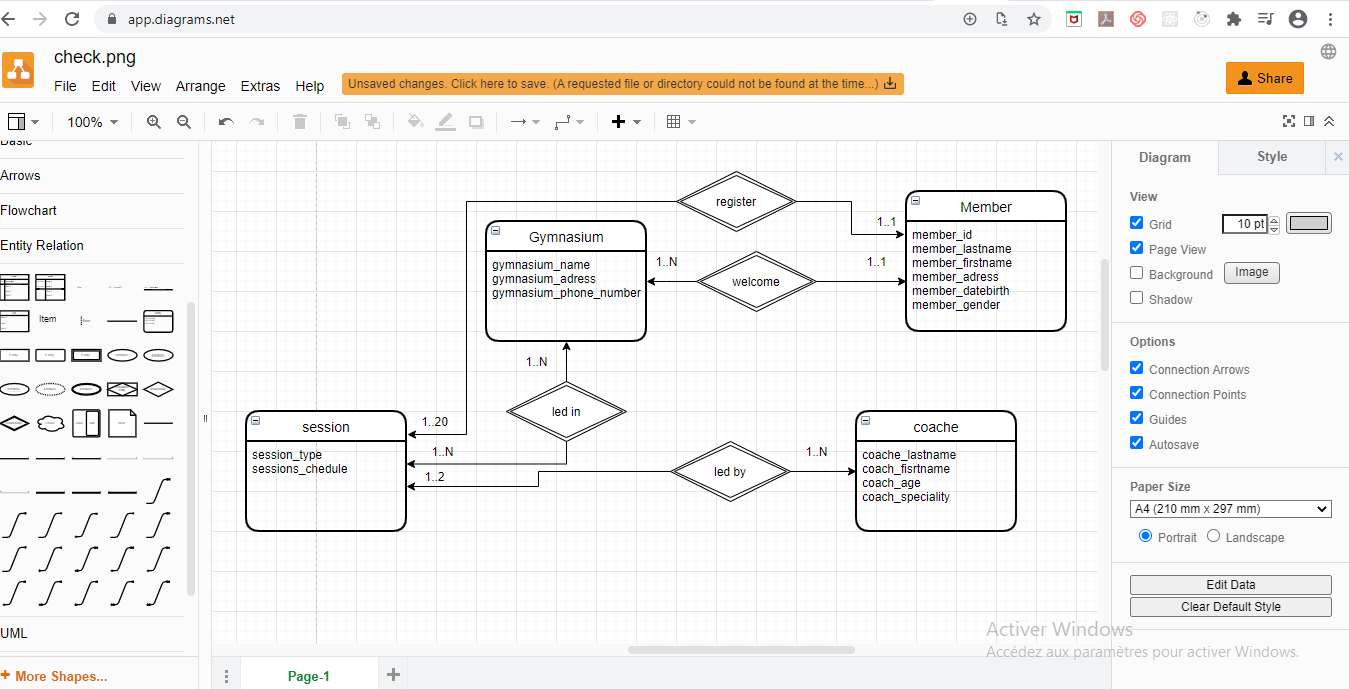 app.diagrams.net
check.png
File Edit View Arrange Extras Help
Unsaved changes. Click here to save. (A requested file or directory could not be found at the time...)
Share
100%
Basic
Arrows
Flowchart
Entity Relation
Item
UML
+ More Shapes...
register
Member
member_id
member_lastname
member_firstname
member_adress
member_datebirth
member_gender
1..1
Gymnasium
gymnasium_name
gymnasium_adress
gymnasium_phone_number
1..N
welcome
1..1
1..N
led in
session
session_type
sessions_chedule
1..20
1..N
1..2
led by
1..N
coache
coache_lastname
coach_fisrtname
coach_age
coach_speciality
Diagram
Style
View
Grid
10 pt
Page View
Background
Image
Shadow
Options
Connection Arrows
Connection Points
Guides
Autosave
Paper Size
A4 (210 mm x 297 mm)
Portrait
Landscape
Edit Data
Clear Default Style
Activer Windows
Accédez aux paramètres pour activer Windows.
Page-1